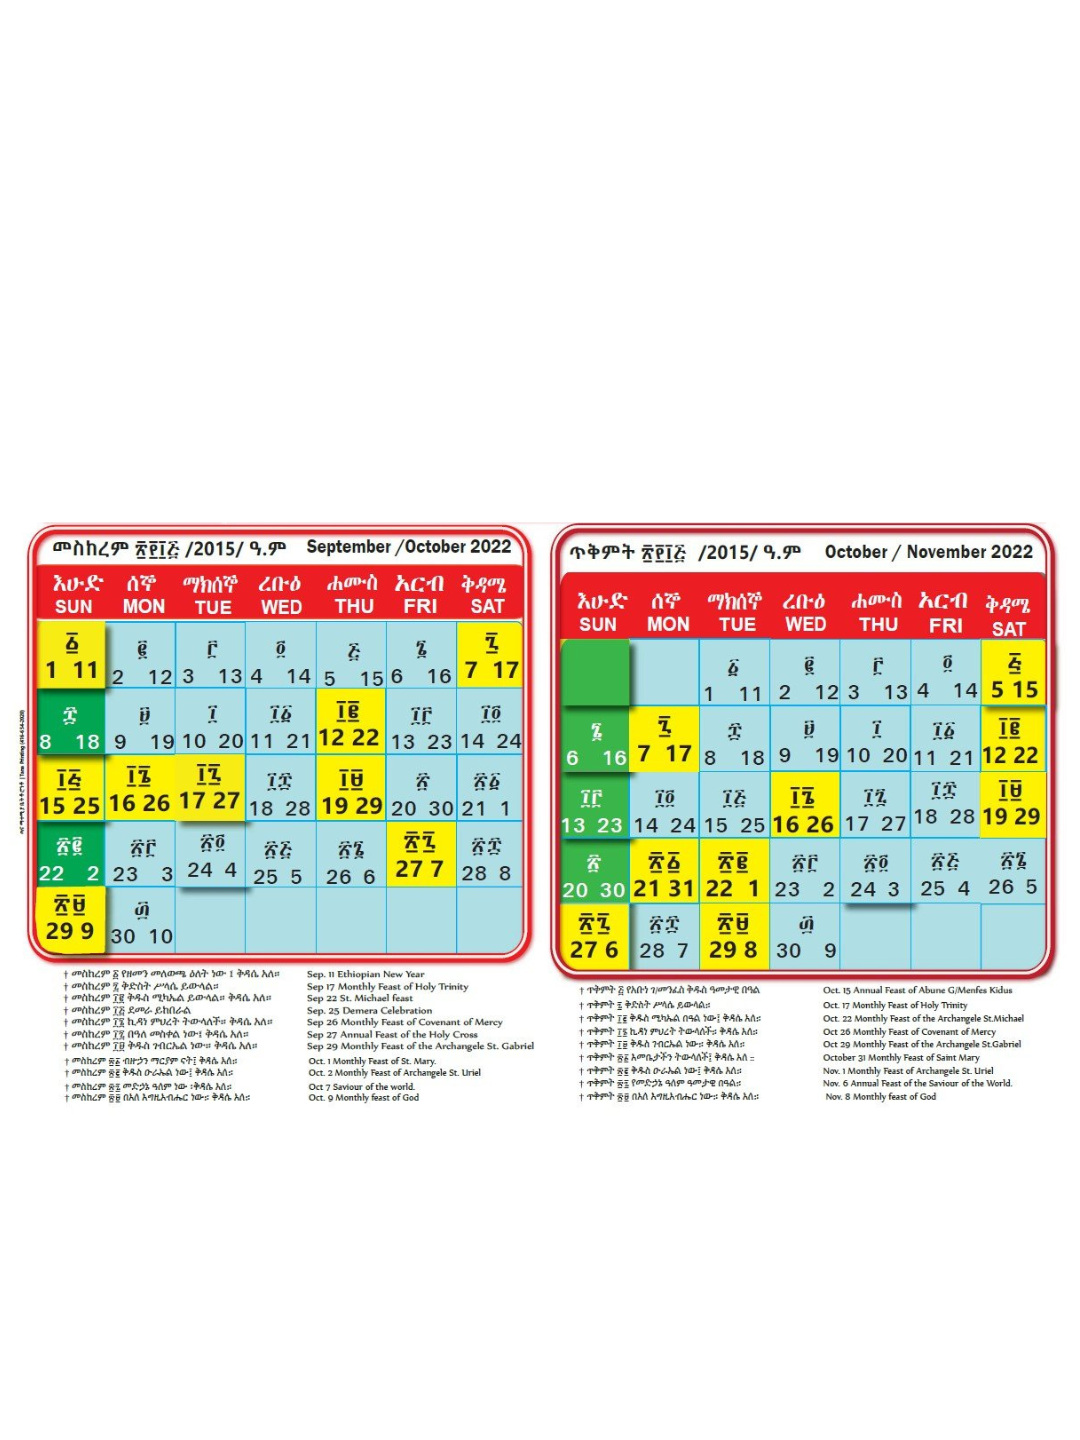 መስከረም ፳፻፲፭ /2015/ ዓ.ም September /October 2022
እሁድ ሰኞ ማክሰኞ ረቡዕ ሐሙስ አርብ ቅዳሜ
SUN MON TUE WED THU FRI SAT
፩ ፪ ፫ ፬ ፭ ፮ ፯
1 11 2 12 3 13 4 14 5 15 6 16 7 17
፰ ፱ ፲ ፲፩ ፲፪ ፲፫ ፲፬
8 18 9 19 10 20 11 21 12 22 13 23 14 24
፲፭ ፲፮ ፲፯ ፲፰ ፲፱ ፳ ፳፩
15 25 16 26 17 27 18 28 19 29 20 30 21 1
፳፪ ፳፫ ፳፬ ፳፭ ፳፮ ፳፯ ፳፰
22 2 23 3 24 4 25 5 26 6 27 7 28 8
፳፱ ፴
29 9 30 10
† መስከረም ፩ የዘመን መለወጫ ዕለት ነው ፤ ቅዳሴ አለ። Sep. 11 Ethiopian New Year
† መስከረም ፯ ቅድስት ሥላሴ ይውላል። Sep 17 Monthly Feast of Holy Trinity
† መስከረም ፲፪ ቅዱስ ሚካኤል ይውላል። ቅዳሴ አለ። Sep 22 St. Michael feast
† መስከረም ፲፭ ደመራ ይከበራል Sep. 25 Demera Celebration
† መስከረም ፲፮ ኪዳነ ምህረት ትውላለች። ቅዳሴ አለ። Sep 26 Monthly Feast of Covenant of Mercy
† መስከረም ፲፯ በዓለ መስቀል ነው፤ ቅዳሴ አለ። Sep 27 Annual Feast of the Holy Cross
† መስከረም ፲፱ ቅዱስ ገብርኤል ነው። ቅዳሴ አለ። Sep 29 Monthly Feast of the Archangele St. Gabriel
† መስከረም ፳፩ ብዙኃን ማርያም ናት፤ ቅዳሴ አለ። Oct. 1 Monthly Feast of St. Mary.
† መስከረም ፳፪ ቅዱስ ዑራኤል ነው፤ ቅዳሴ አለ። Oct. 2 Monthly Feast of Archangele St. Uriel
† መስከረም ፳፯ መድኃኔ ዓለም ነው ፡ቅዳሴ አለ። Oct 7 Saviour of the world.
† መስከረም ፳፱ በአለ እግዚአብሔር ነው። ቅዳሴ አለ። Oct. 9 Monthly feast of God
ጥቅምት ፳፻፲፭ /2015/ ዓ.ም October / November 2022
እሁድ ሰኞ ማክሰኞ ረቡዕ ሐሙስ አርብ ቅዳሜ
SUN MON TUE WED THU FRI SAT
፩ ፪ ፫ ፬ ፭
1 11 2 12 3 13 4 14 5 15
፮ ፯ ፰ ፱ ፲ ፲፩ ፲፪
6 16 7 17 8 18 9 19 10 20 11 21 12 22
፲፫ ፲፬ ፲፭ ፲፮ ፲፯ ፲፰ ፲፱
13 23 14 24 15 25 16 26 17 27 18 28 19 29
፳ ፳፩ ፳፪ ፳፫ ፳፬ ፳፭ ፳፮
20 30 21 31 22 1 23 2 24 3 25 4 26 5
፳፯ ፳፰ ፳፱ ፴
27 6 28 7 29 8 30 9
† ጥቅምት ፭ የአቡነ ገ/መንፈስ ቅዱስ ዓመታዊ በዓል Oct. 15 Annual Feast of Abune G/Menfes Kidus
† ጥቅምት ፯ ቅድስት ሥላሴ ይውላል። Oct. 17 Monthly Feast of Holy Trinity
† ጥቅምት ፲፪ ቅዱስ ሚካኤል በዓል ነው፤ ቅዳሴ አለ። Oct. 22 Monthly Feast of the Archangele St.Michael
† ጥቅምት ፲፮ ኪዳነ ምህረት ትውላለች። ቅዳሴ አለ። Oct 26 Monthly Feast of Covenant of Mercy
† ጥቅምት ፲፱ ቅዱስ ገብርኤል ነው። ቅዳሴ አለ። Oct 29 Monthly Feast of the Archangele St.Gabriel
† ጥቅምት ፳፩ እመቤታችን ትውላለች፤ ቅዳሴ አለ = October 31 Monthly Feast of Saint Mary
† ጥቅምት ፳፪ ቅዱስ ዑራኤል ነው፤ ቅዳሴ አለ። Nov. 1 Monthly Feast of Archangele St. Uriel
† ጥቅምት ፳፯ የመድኃኔ ዓለም ዓመታዊ በዓል። Nov. 6 Annual Feast of the Saviour of the World.
† ጥቅምት ፳፱ በአለ እግዚአብሔር ነው። ቅዳሴ አለ። Nov. 8 Monthly feast of God